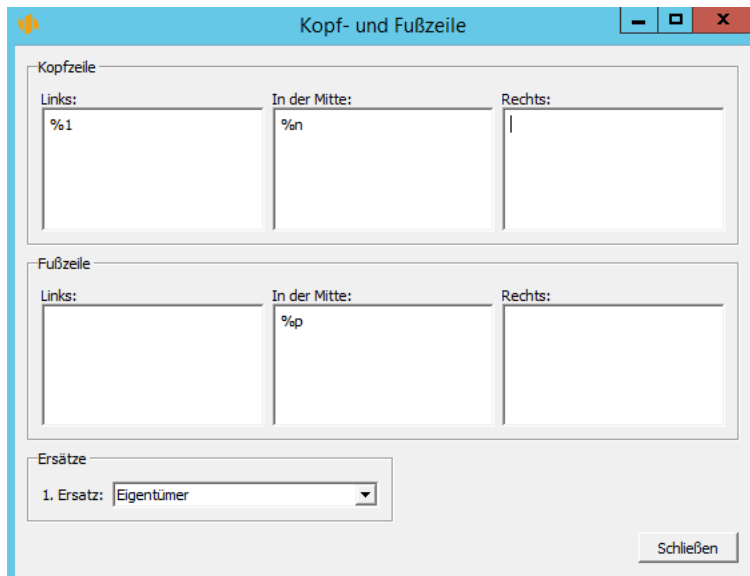 Kopf- und Fußzeile
Kopfzeile
Links: In der Mitte: Rechts:
%1 %n
Fußzeile
Links: In der Mitte: Rechts:
%p
Ersätze
1. Ersatz: Eigentümer
Schließen